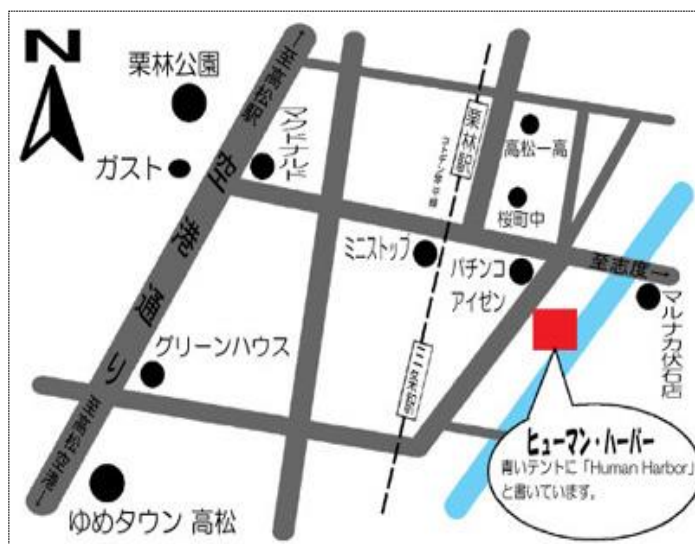 N
栗林公園
ガスト
↑至高松駅
空港通り
至高松空港↓
マクドナルド
栗林駅
高松一高
桜町中
ミニストップ
パチンコ
アイゼン
至志度→
マルナカ伏石店
グリーンハウス
三条駅
ゆめタウン 高松
ヒューマン・ハーバー
青いテントに「Human Harbor」
と書いています。